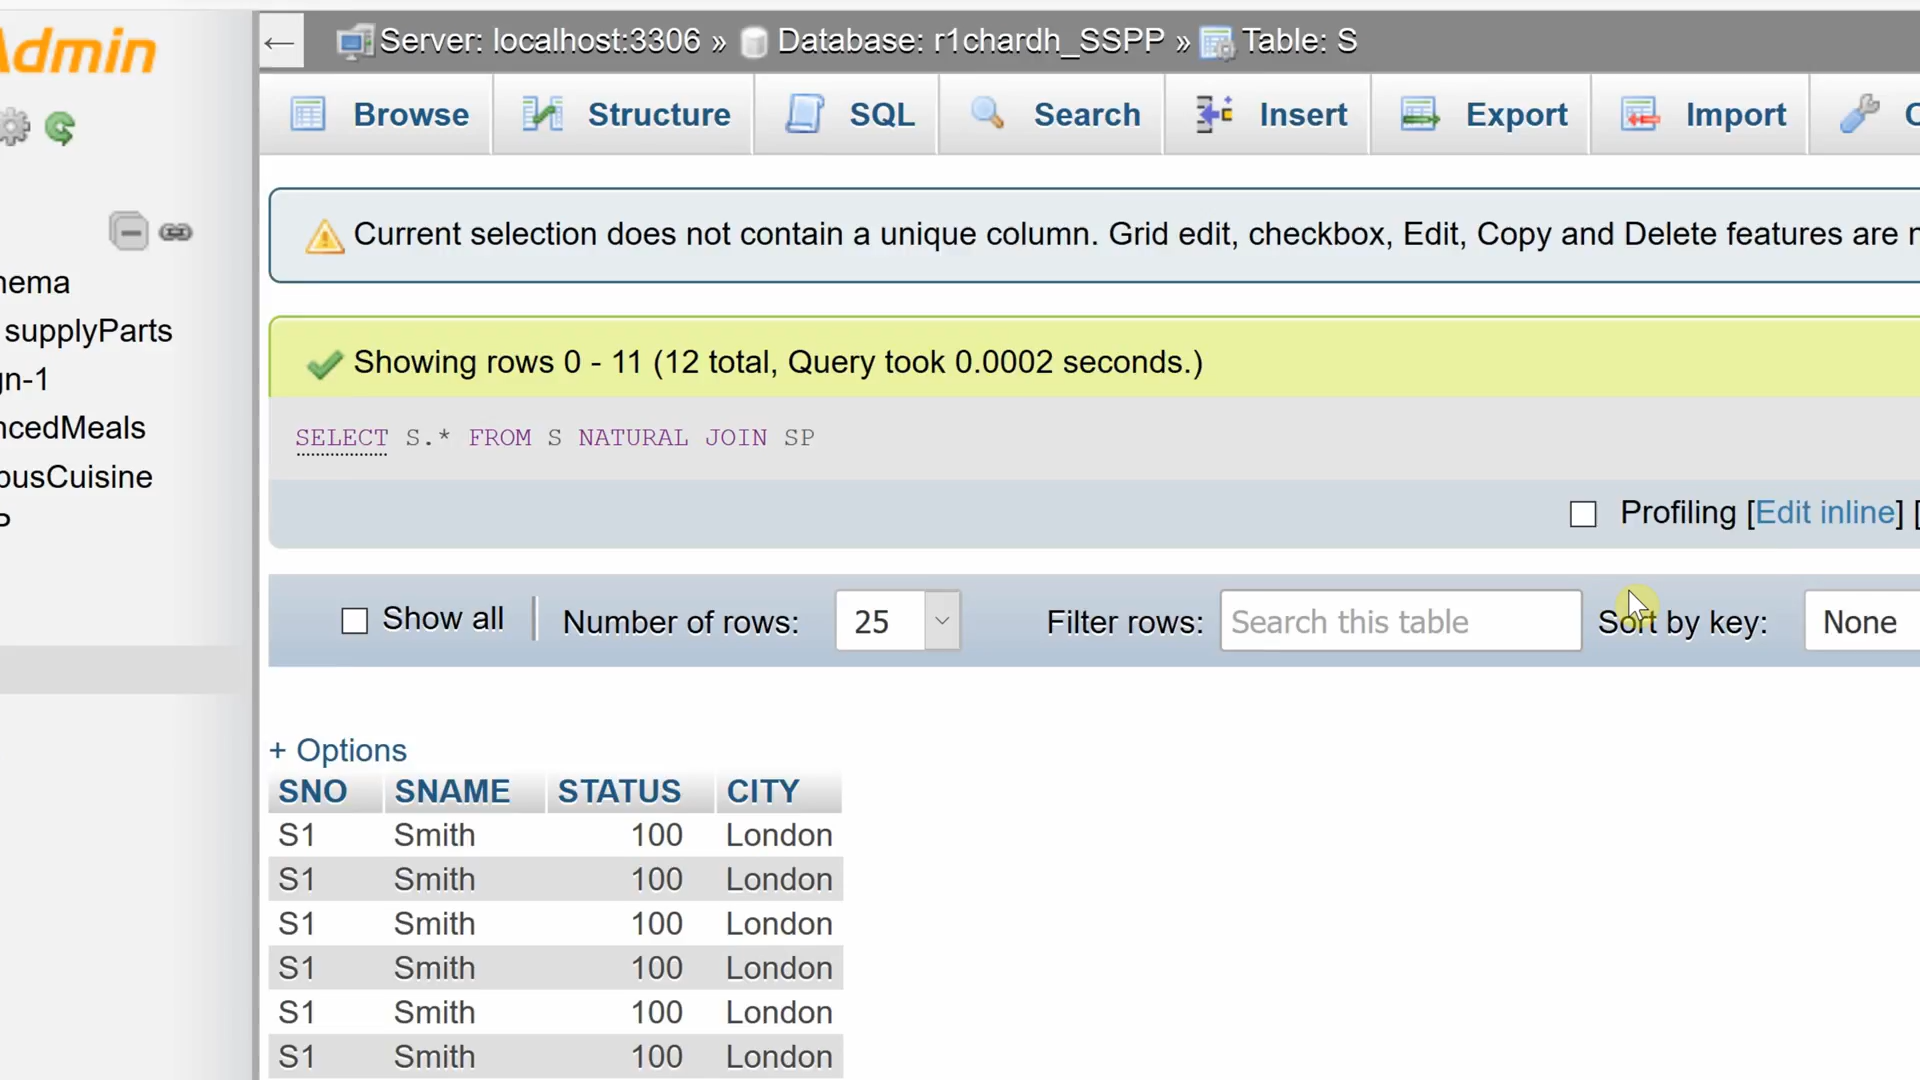 Admin
Server: localhost:3306 » Database: r1chardh_SSPP » Table: S
Browse Structure SQL Search Insert Export Import
Current selection does not contain a unique column. Grid edit, checkbox, Edit, Copy and Delete features are n
nema
supplyParts
gn-1
ncedMeals
ousCuisine
P
Showing rows 0 - 11 (12 total, Query took 0.0002 seconds.)
SELECT S.* FROM S NATURAL JOIN SP
Profiling [Edit inline] [
Show all Number of rows: 25 Filter rows: Search this table Sort by key: None
+ Options
SNO SNAME STATUS CITY
S1 Smith 100 London
S1 Smith 100 London
S1 Smith 100 London
S1 Smith 100 London
S1 Smith 100 London
S1 Smith 100 London